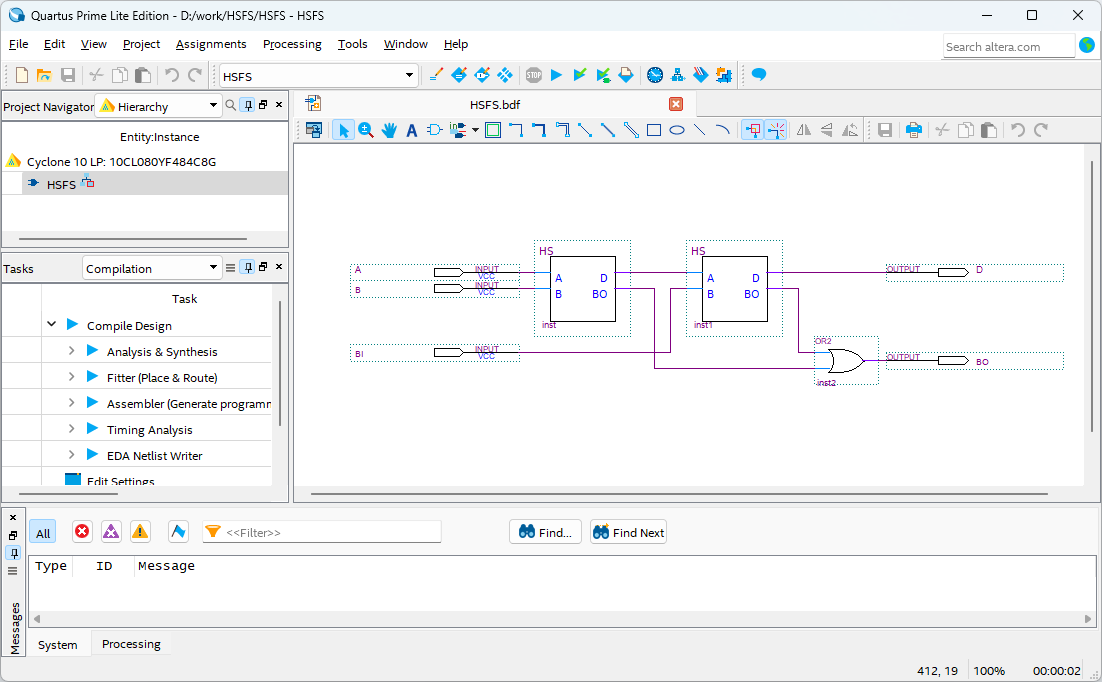 Quartus Prime Lite Edition - D:/work/HSFS/HSFS - HSFS
File Edit View Project Assignments Processing Tools Window Help
Search altera.com
HSFS
STOP
Project Navigator Hierarchy
HSFS.bdf
Entity:Instance
Cyclone 10 LP: 10CL080YF484C8G
HSFS
Tasks Compilation
Task
Compile Design
Analysis & Synthesis
Fitter (Place & Route)
Assembler (Generate programm
Timing Analysis
EDA Netlist Writer
Edit Settings
HS HS
A INPUT VCC A D A D OUTPUT D
B INPUT VCC B BO B BO
inst inst1
BI INPUT VCC
OR2
OUTPUT BO
inst2
All <<Filter>> Find... Find Next
Type ID Message
Messages
System Processing
412, 19 100% 00:00:02